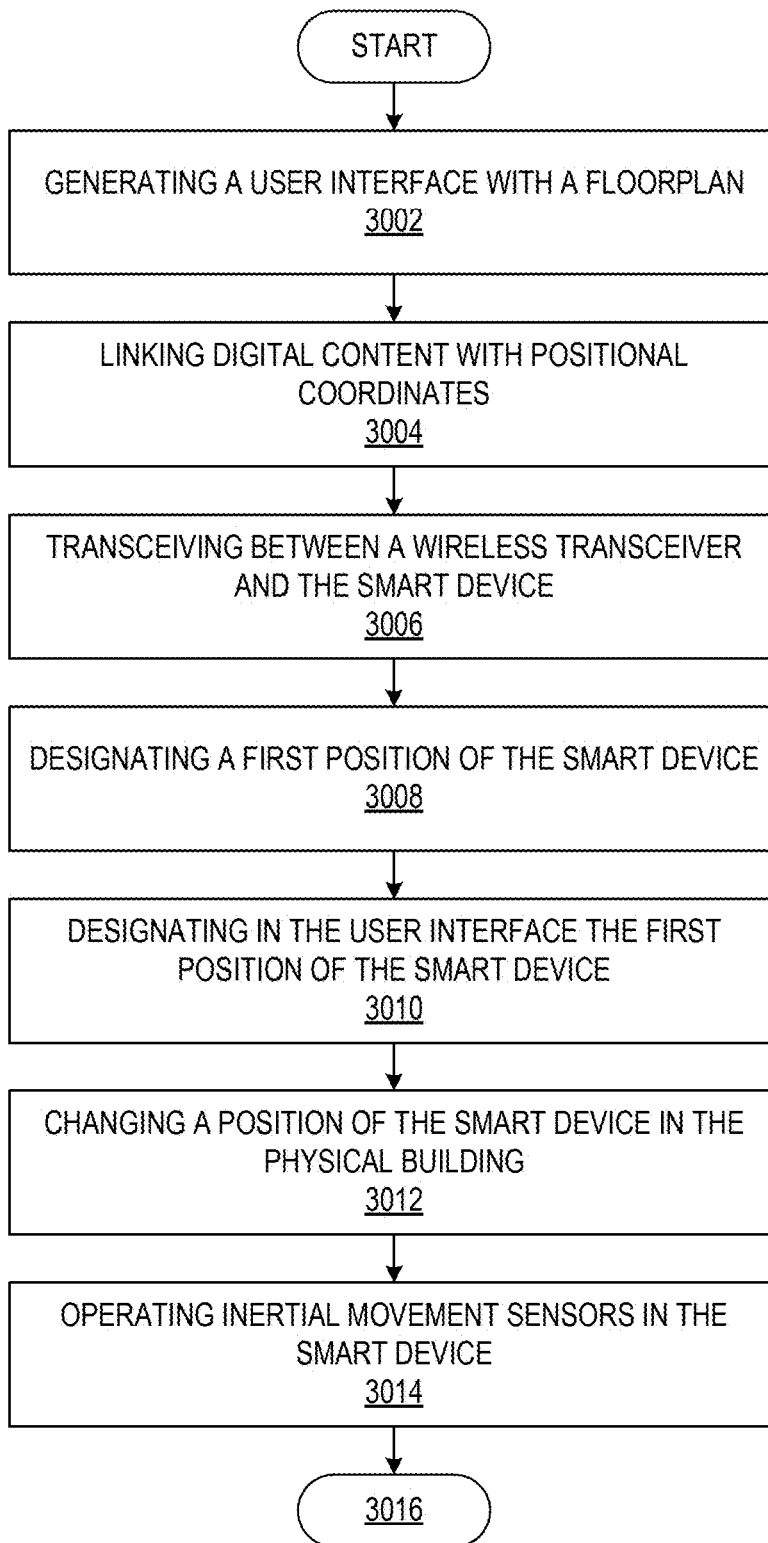 START
GENERATING A USER INTERFACE WITH A FLOORPLAN
3002
LINKING DIGITAL CONTENT WITH POSITIONAL
COORDINATES
3004
TRANSCEIVING BETWEEN A WIRELESS TRANSCEIVER
AND THE SMART DEVICE
3006
DESIGNATING A FIRST POSITION OF THE SMART DEVICE
3008
DESIGNATING IN THE USER INTERFACE THE FIRST
POSITION OF THE SMART DEVICE
3010
CHANGING A POSITION OF THE SMART DEVICE IN THE
PHYSICAL BUILDING
3012
OPERATING INERTIAL MOVEMENT SENSORS IN THE
SMART DEVICE
3014
3016